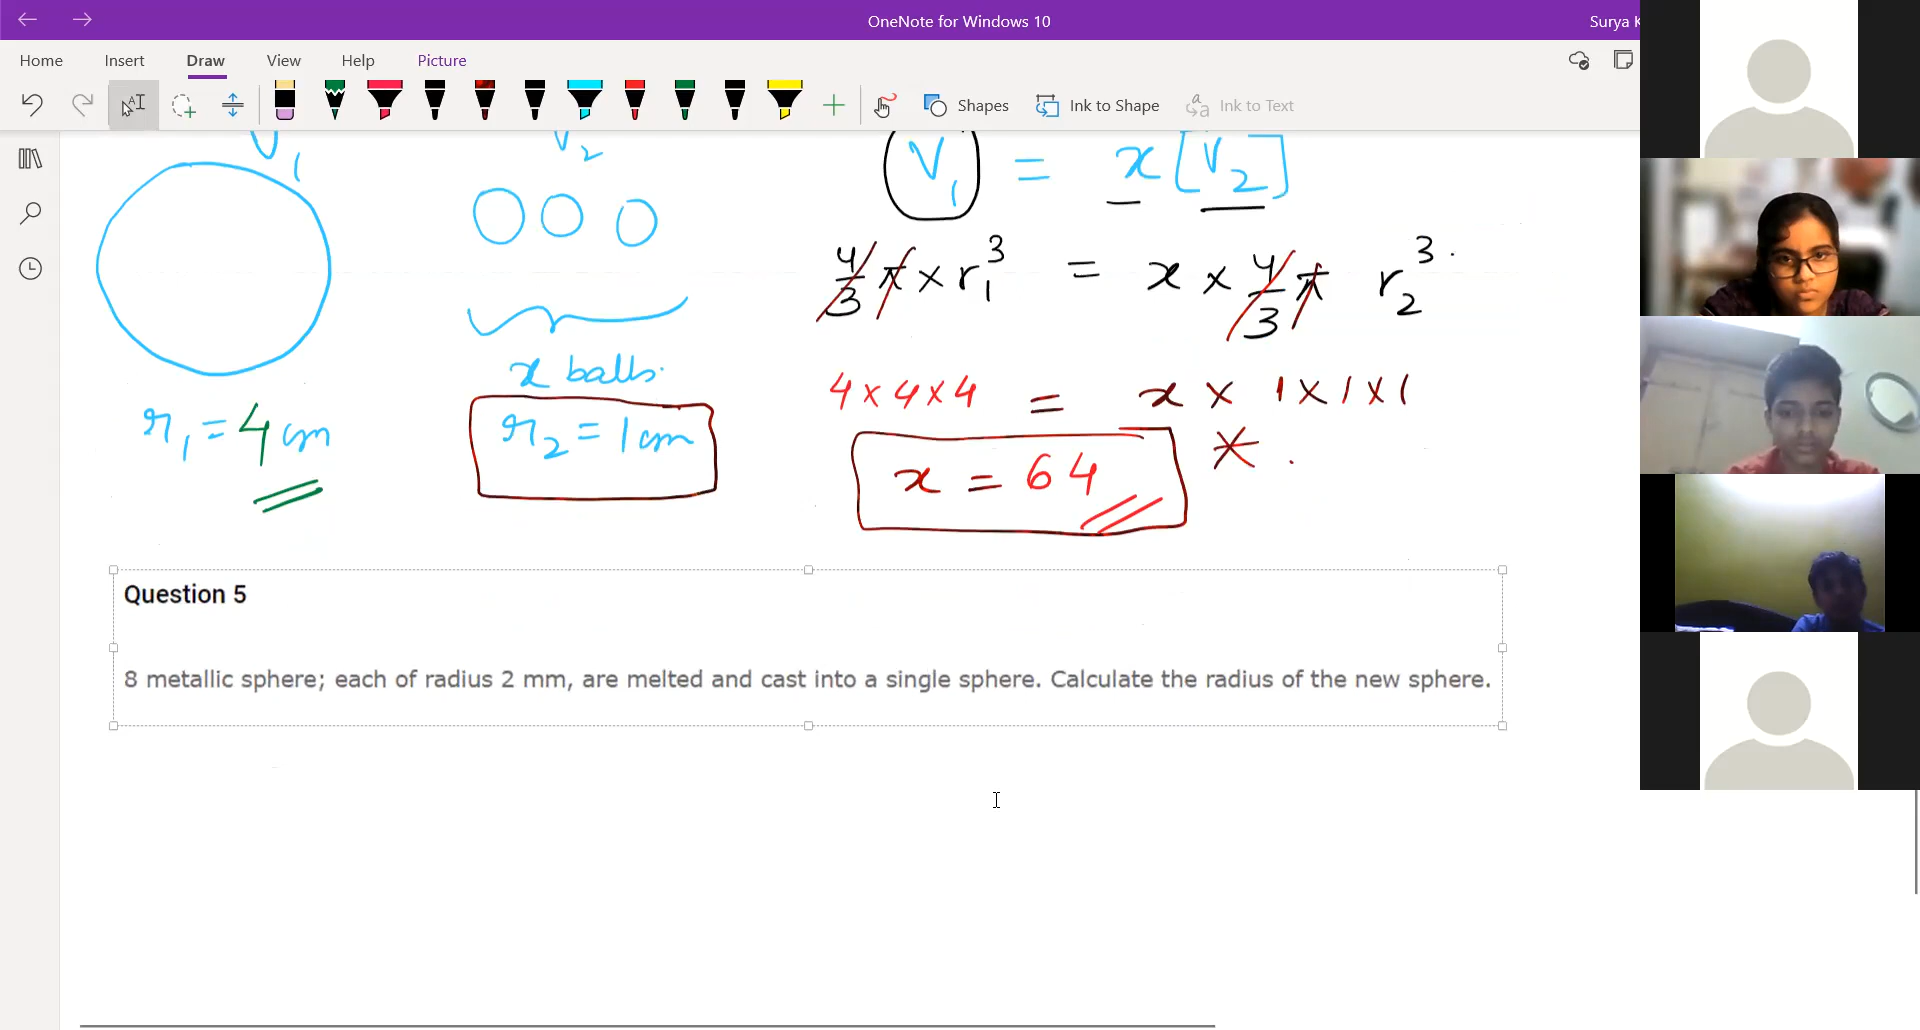 OneNote for Windows 10
Surya K
Home Insert Draw View Help Picture
Shapes Ink to Shape Ink to Text
V₁ V₂
V₁ = x[V₂]
4/3 π × r₁³ = x × 4/3 π r₂³
x balls.
4 × 4 × 4 = x × 1 × 1 × 1
r₁ = 4 cm
r₂ = 1 cm
x = 64
Question 5
8 metallic sphere; each of radius 2 mm, are melted and cast into a single sphere. Calculate the radius of the new sphere.